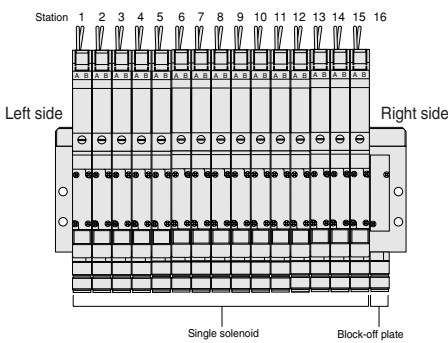 Station 1 2 3 4 5 6 7 8 9 10 11 12 13 14 15 16
A B A B A B A B A B A B A B A B A B A B A B A B A B A B A B
Left side
Right side
Single solenoid
Block-off plate